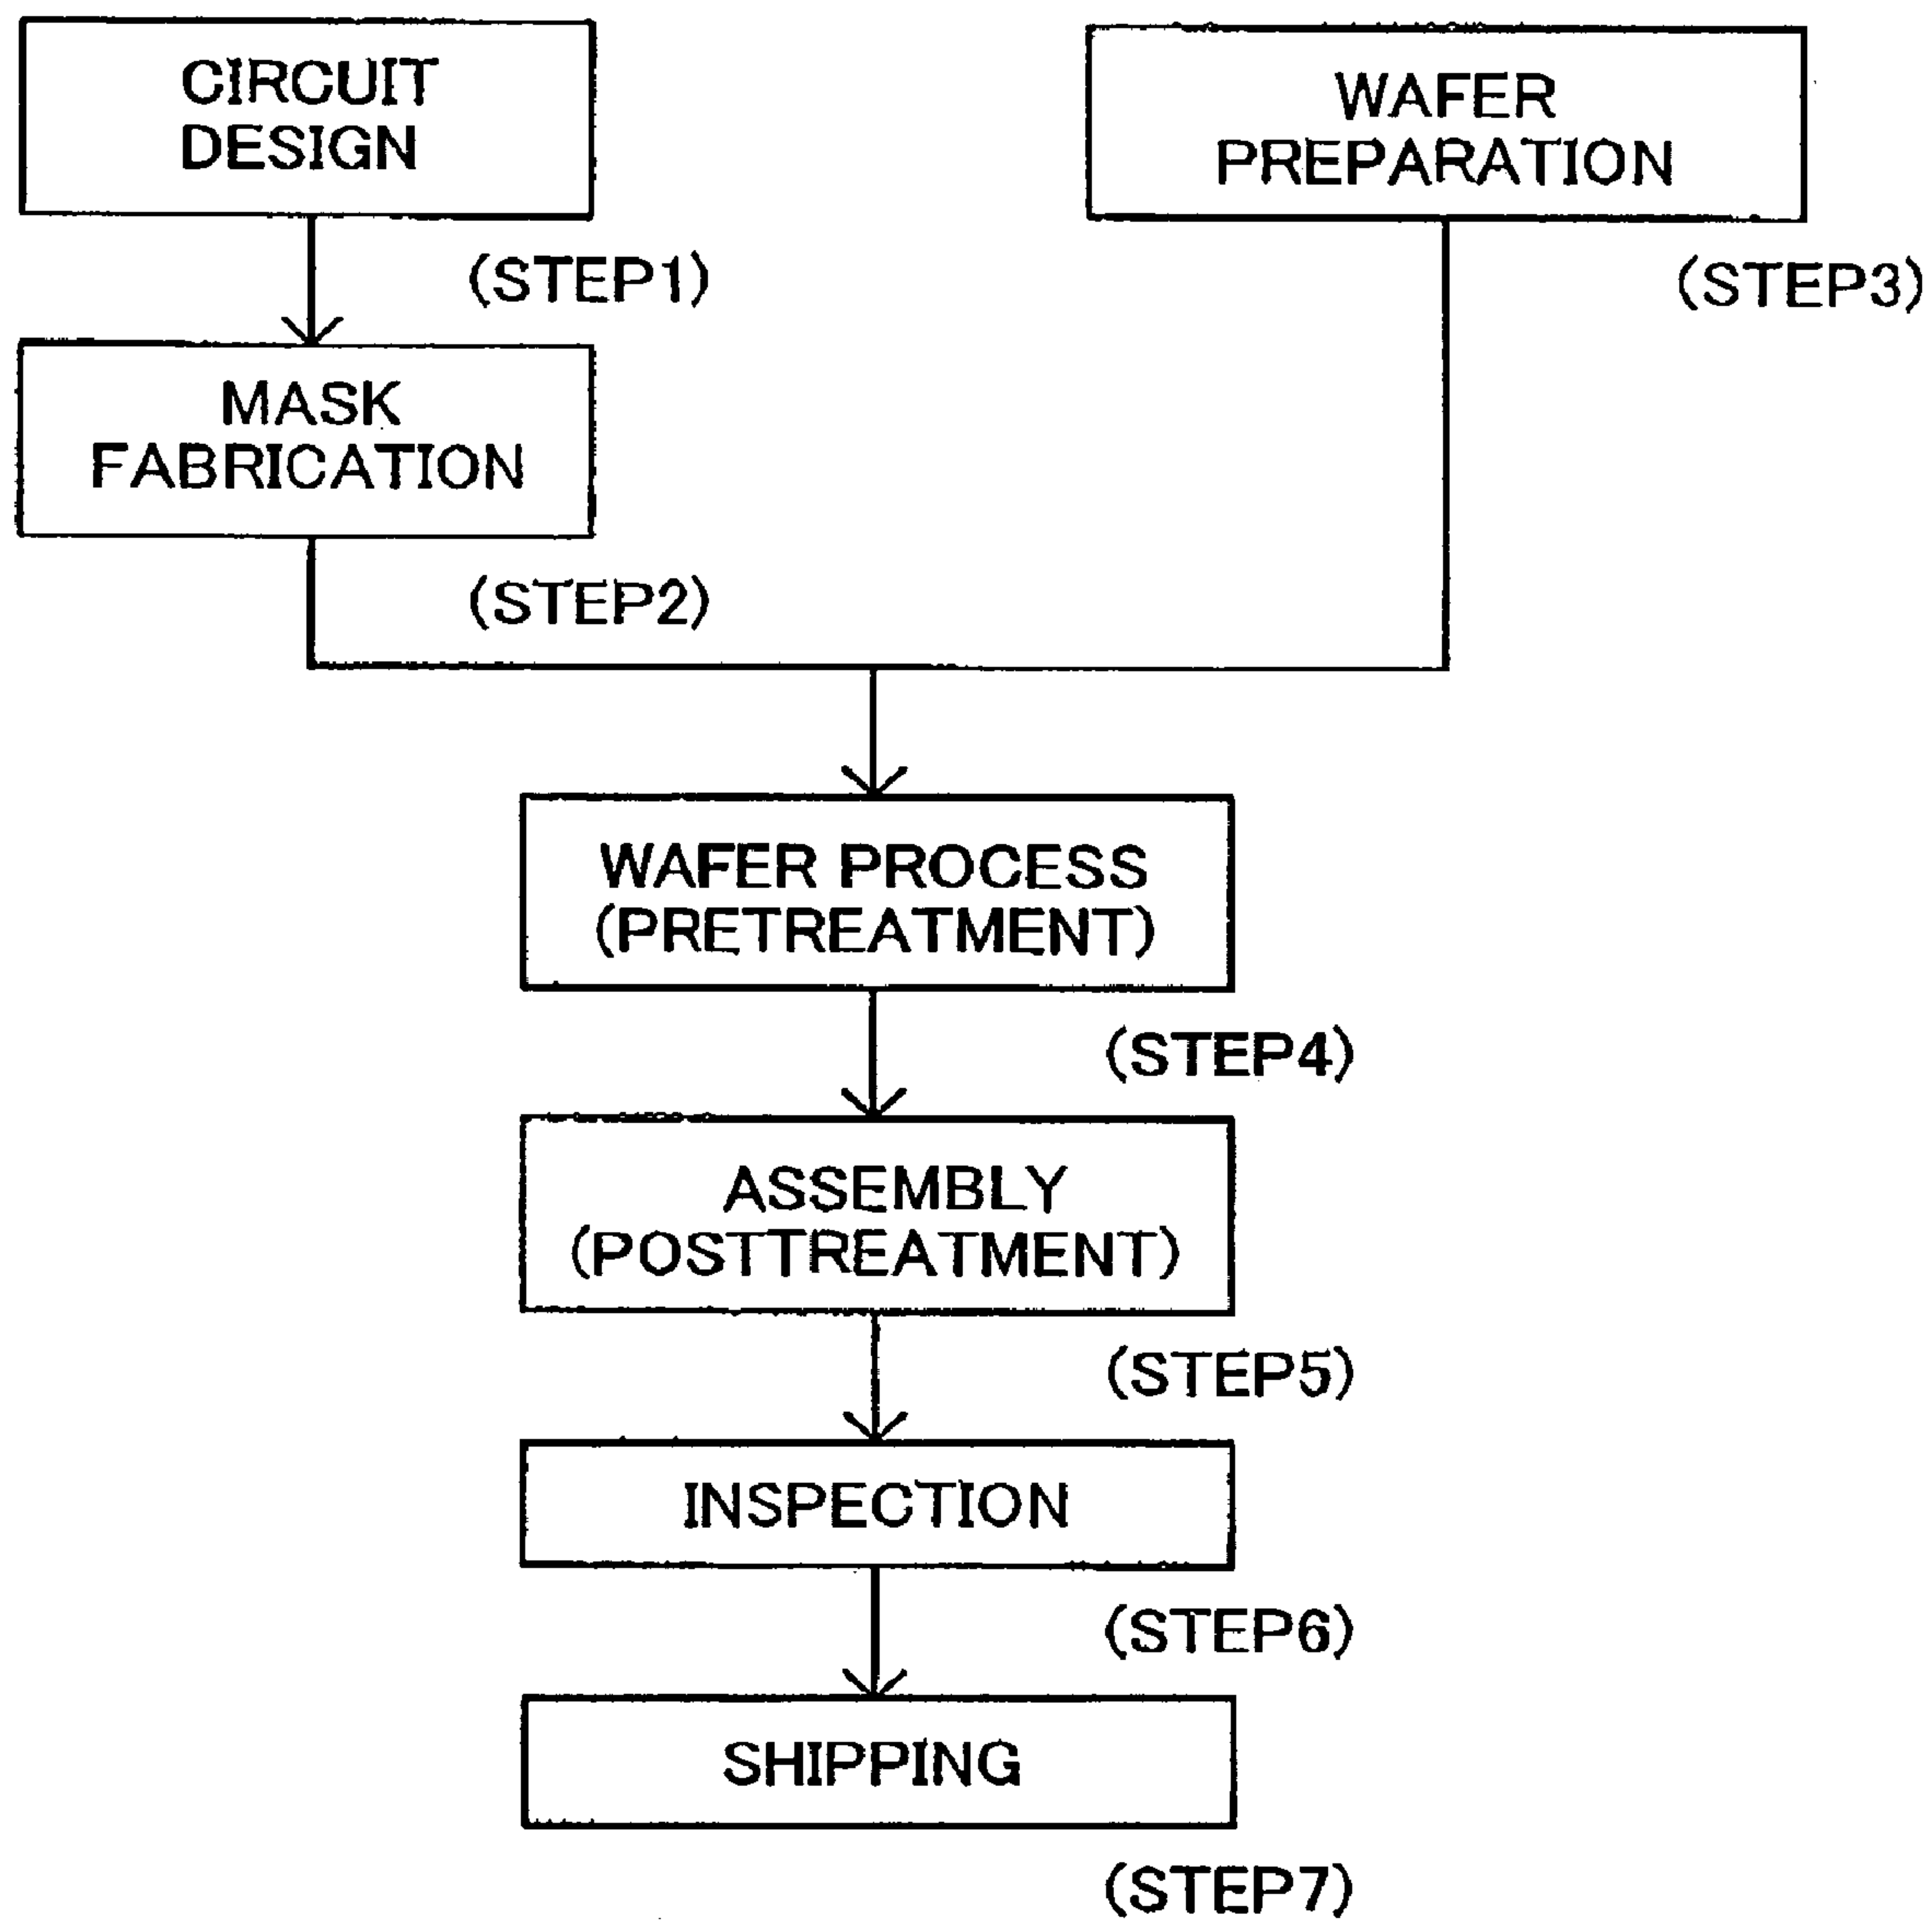 CIRCUIT
DESIGN
(STEP1)
MASK
FABRICATION
(STEP2)
WAFER
PREPARATION
(STEP3)
WAFER PROCESS
(PRETREATMENT)
(STEP4)
ASSEMBLY
(POSTTREATMENT)
(STEP5)
INSPECTION
(STEP6)
SHIPPING
(STEP7)